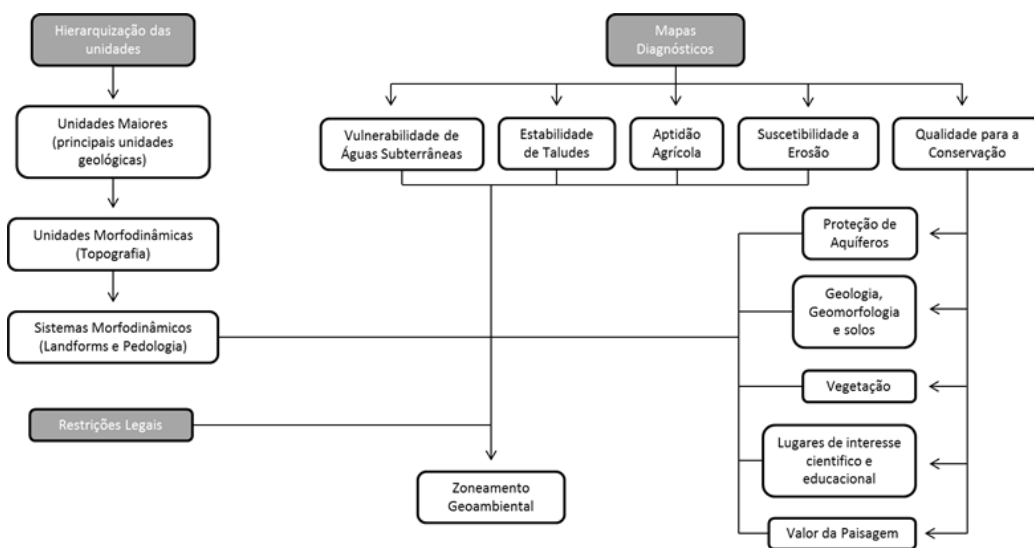 Hierarquização das
unidades
Unidades Maiores
(principais unidades
geológicas)
Unidades Morfodinâmicas
(Topografia)
Sistemas Morfodinâmicos
(Landforms e Pedologia)
Restrições Legais
Mapas
Diagnósticos
Vulnerabilidade de
Águas Subterrâneas
Estabilidade
de Taludes
Aptidão
Agrícola
Suscetibilidade a
Erosão
Qualidade para a
Conservação
Proteção de
Aquíferos
Geologia,
Geomorfologia
e solos
Vegetação
Lugares de interesse
cientifico e
educacional
Valor da Paisagem
Zoneamento
Geoambiental